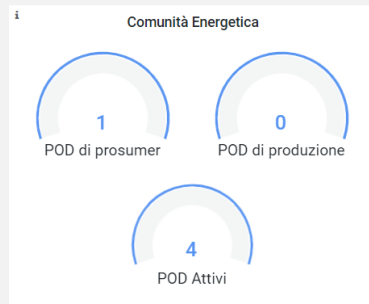 i
Comunità Energetica
1
POD di prosumer
0
POD di produzione
4
POD Attivi